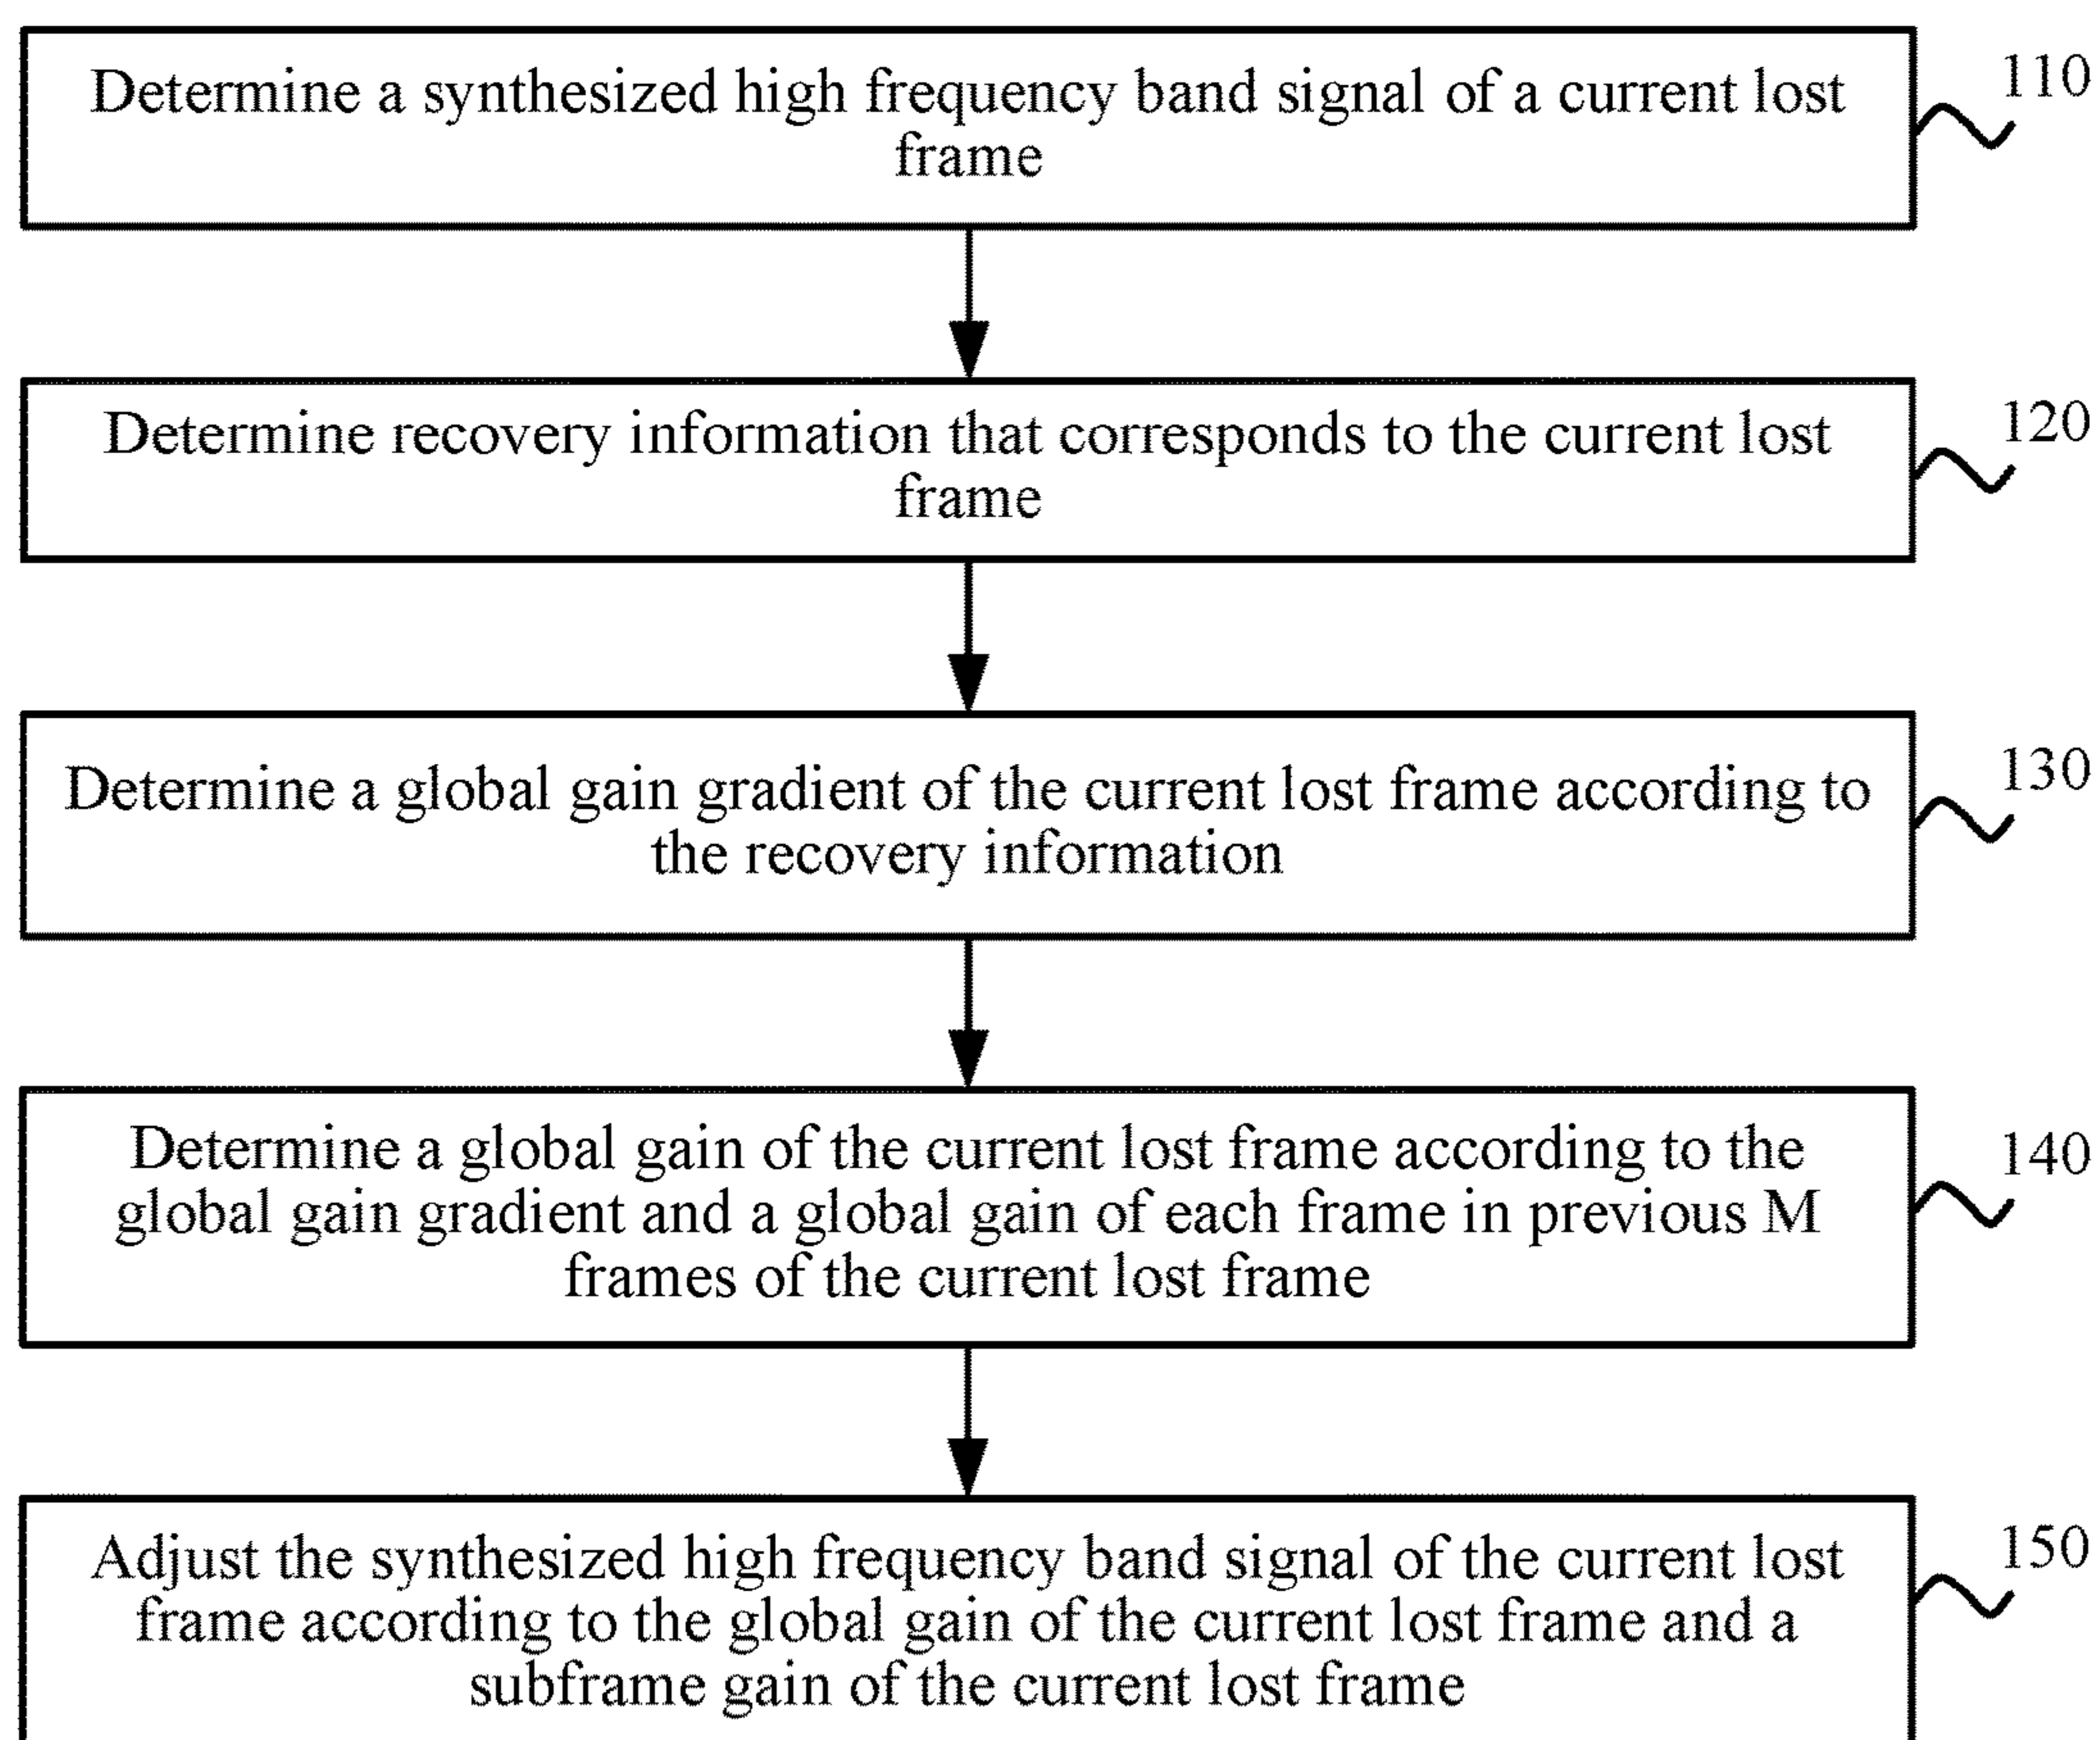 Determine a synthesized high frequency band signal of a current lost
frame
110
Determine recovery information that corresponds to the current lost
frame
120
Determine a global gain gradient of the current lost frame according to
the recovery information
130
Determine a global gain of the current lost frame according to the
global gain gradient and a global gain of each frame in previous M
frames of the current lost frame
140
Adjust the synthesized high frequency band signal of the current lost
frame according to the global gain of the current lost frame and a
subframe gain of the current lost frame
150